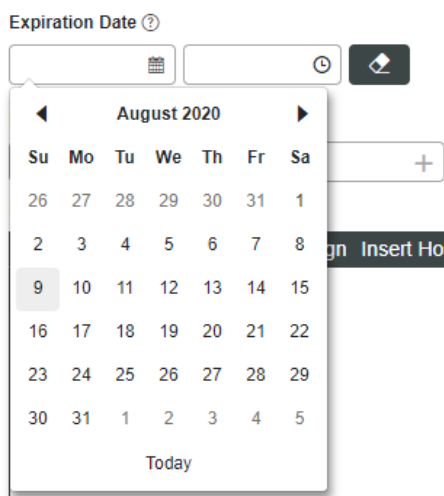 Expiration Date ?
August 2020
Su Mo Tu We Th Fr Sa
26 27 28 29 30 31 1
2 3 4 5 6 7 8
gn Insert Ho
9 10 11 12 13 14 15
16 17 18 19 20 21 22
23 24 25 26 27 28 29
30 31 1 2 3 4 5
Today